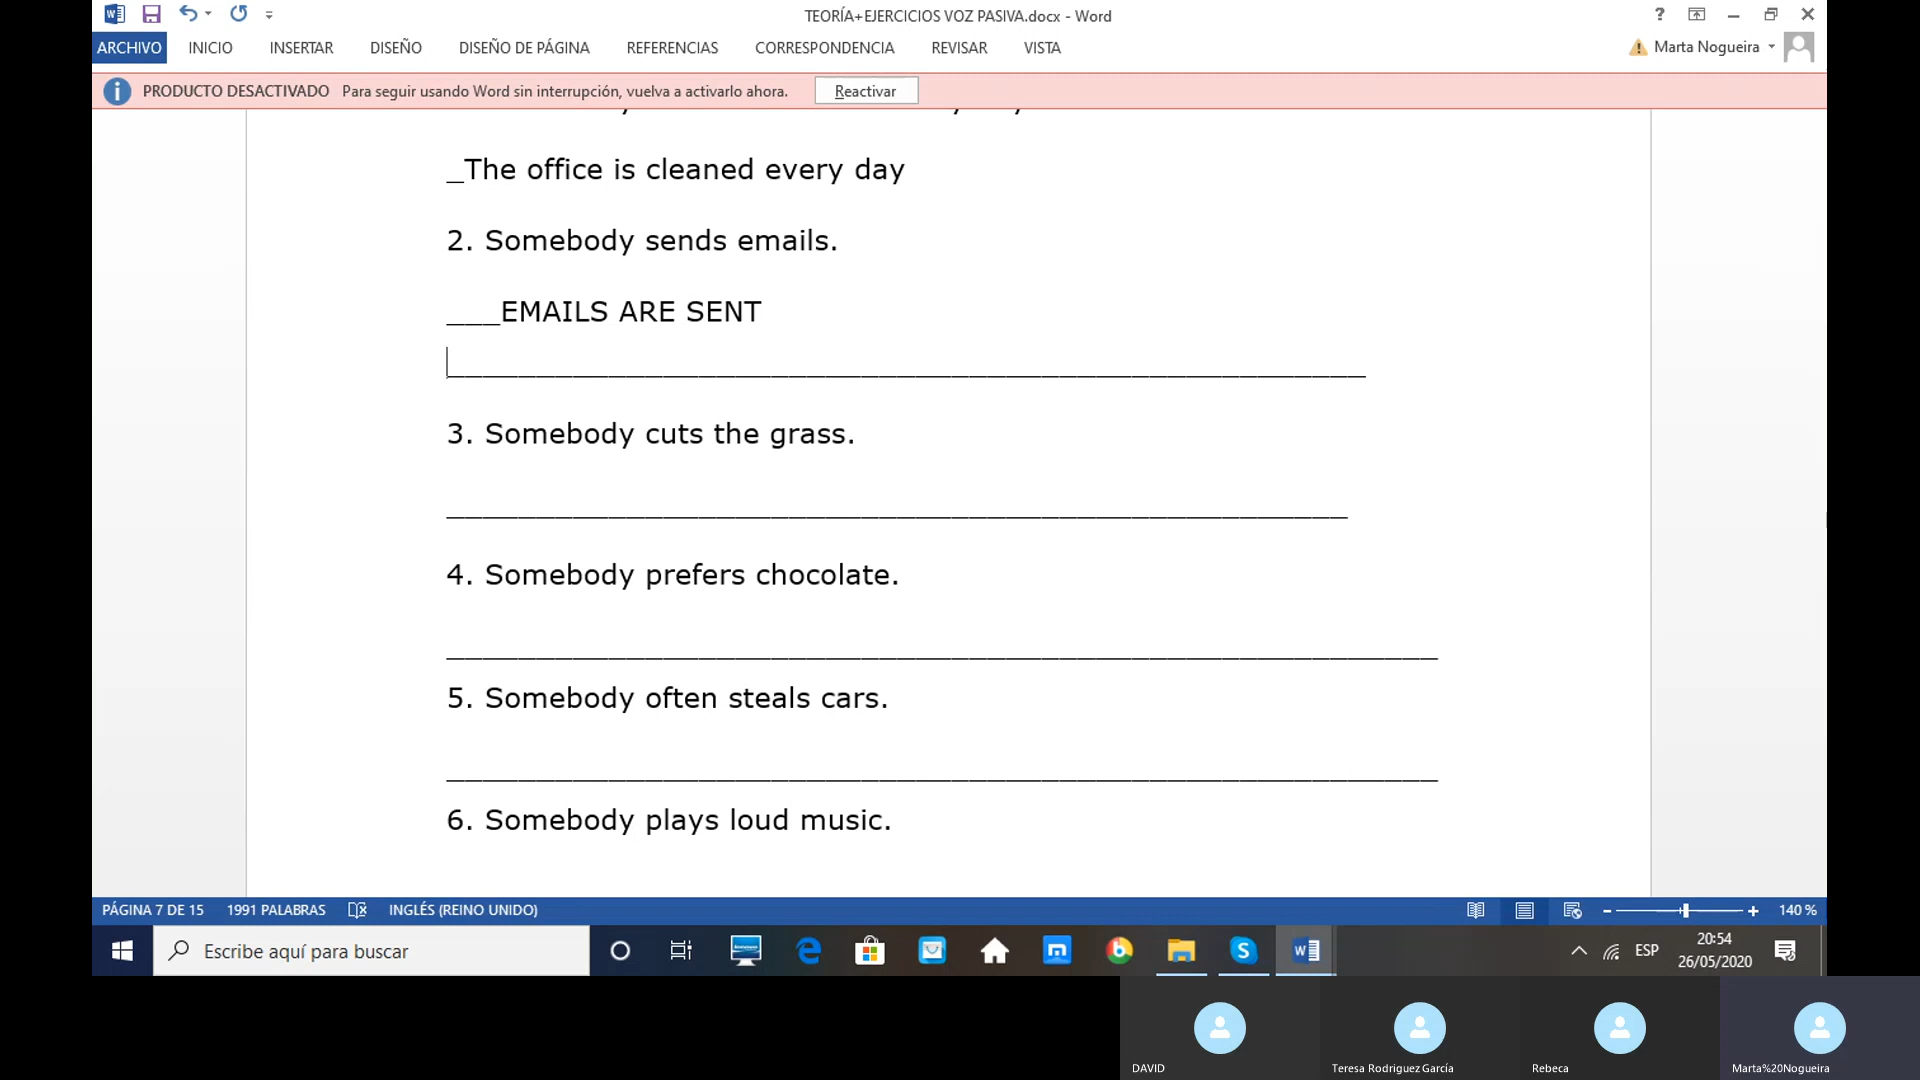 TEORÍA+EJERCICIOS VOZ PASIVA.docx - Word
ARCHIVO INICIO INSERTAR DISEÑO DISEÑO DE PÁGINA REFERENCIAS CORRESPONDENCIA REVISAR VISTA Marta Nogueira
PRODUCTO DESACTIVADO Para seguir usando Word sin interrupción, vuelva a activarlo ahora. Reactivar
_The office is cleaned every day
2. Somebody sends emails.
___EMAILS ARE SENT
___________________________________________________
3. Somebody cuts the grass.
__________________________________________________
4. Somebody prefers chocolate.
_______________________________________________________
5. Somebody often steals cars.
_______________________________________________________
6. Somebody plays loud music.
PÁGINA 7 DE 15 1991 PALABRAS INGLÉS (REINO UNIDO) 140 %
Escribe aquí para buscar
ESP
20:54
26/05/2020
DAVID
Teresa Rodriguez García
Rebeca
Marta%20Nogueira